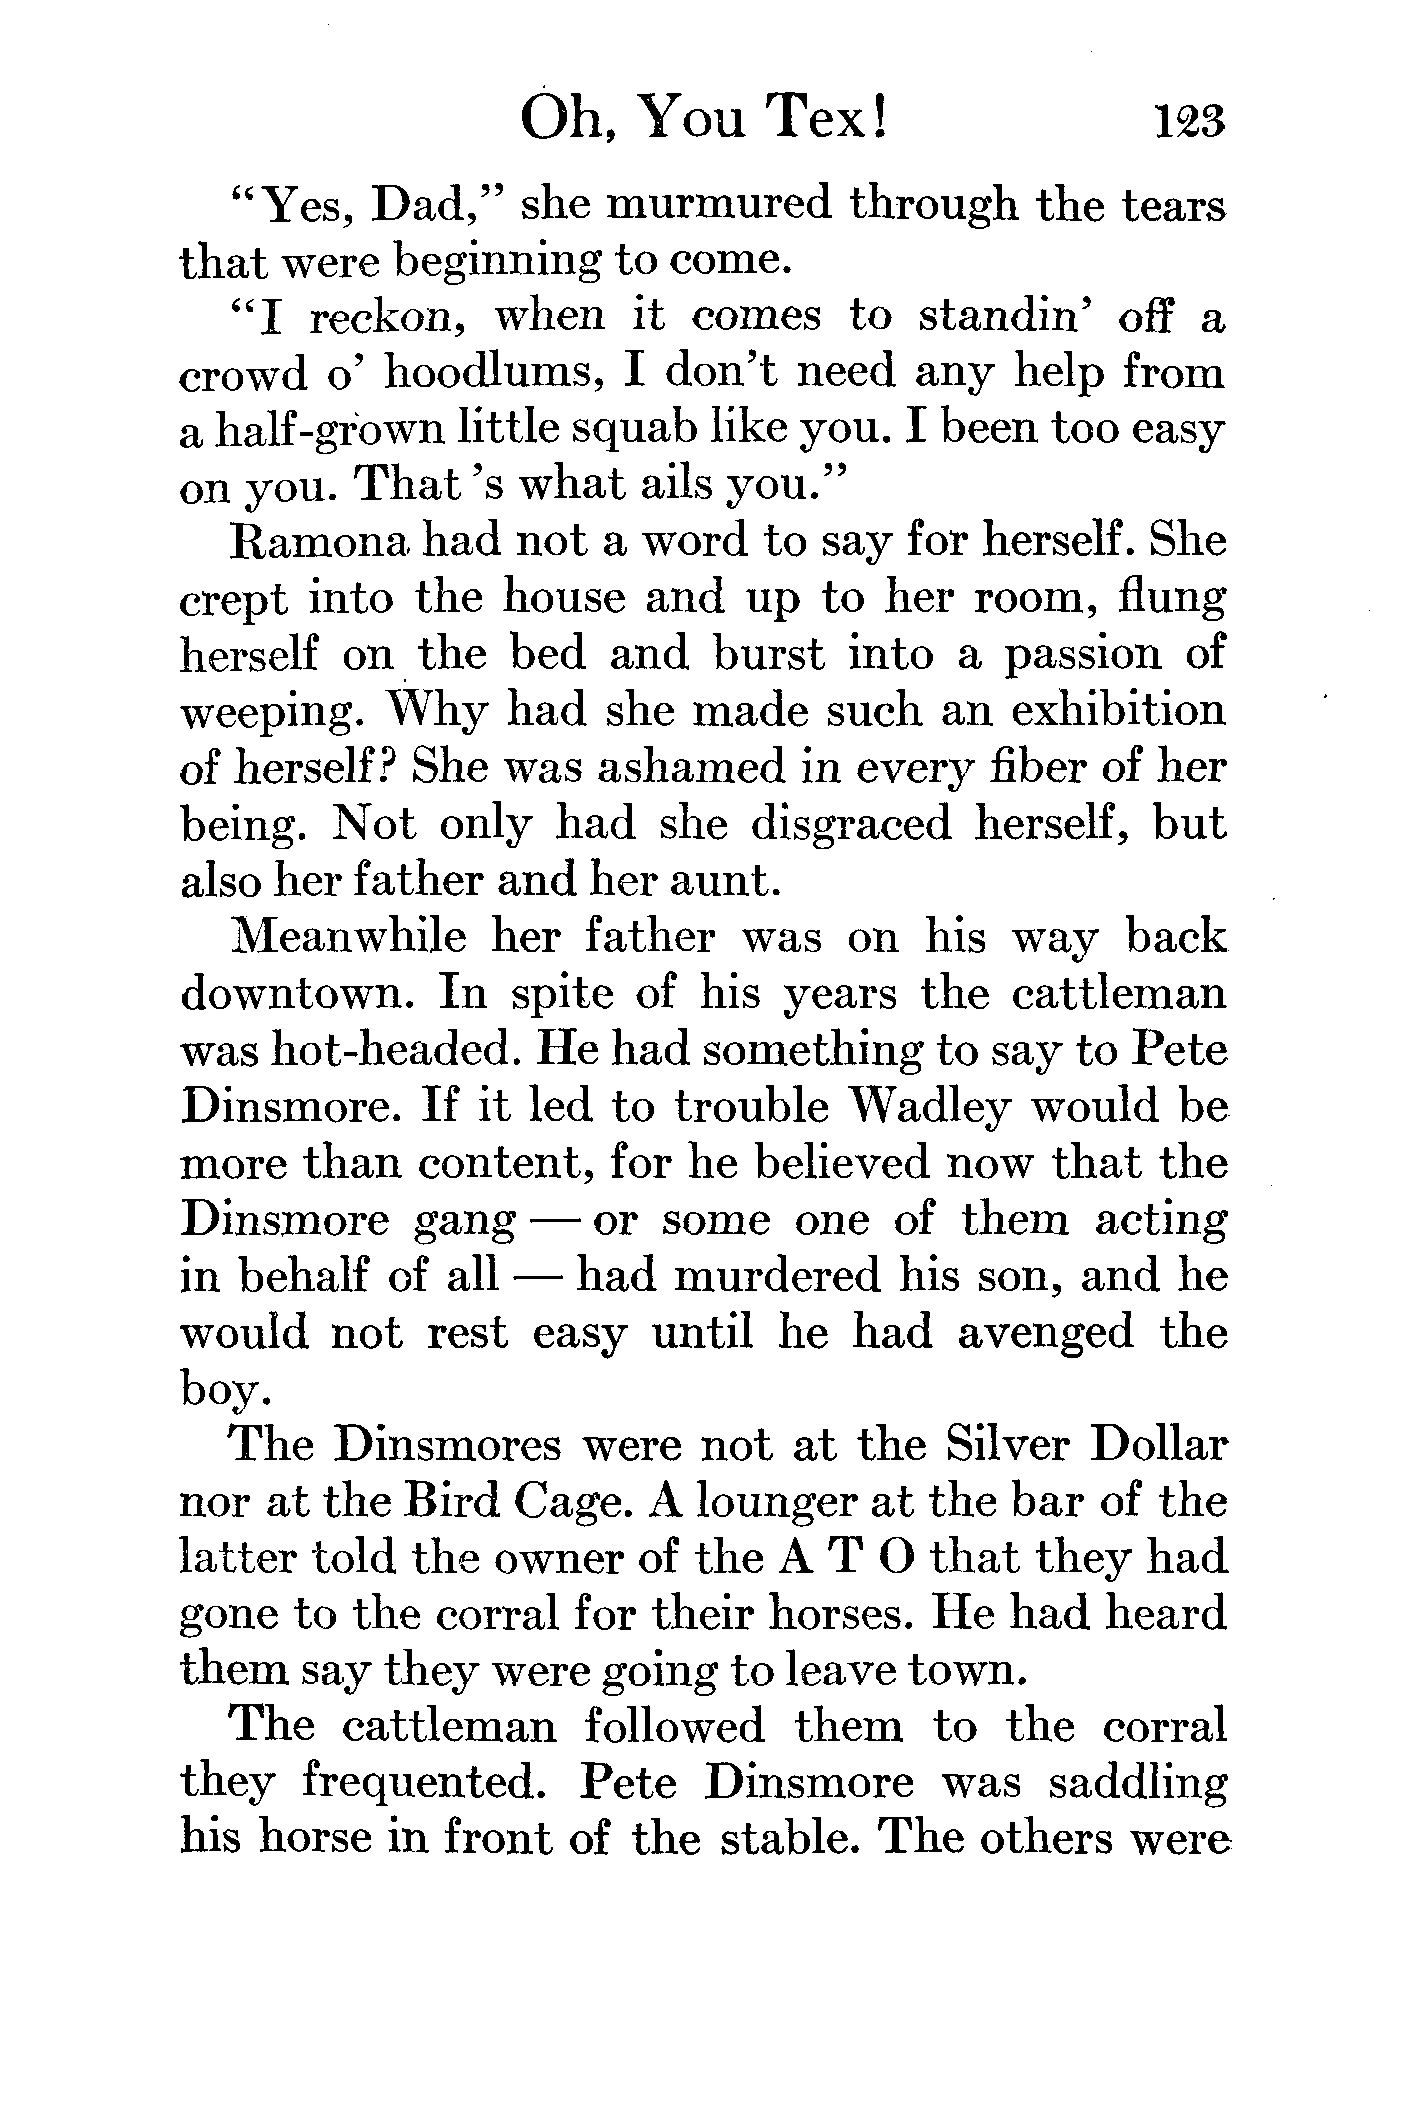 Oh, You Tex! 123
“Yes, Dad,” she murmured through the tears
that were beginning to come.
“I reckon, when it comes to standin’ off a
crowd o’ hoodlums, I don’t need any help from
a half-grown little squab like you. I been too easy
on you. That ’s what ails you.”
Ramona had not a word to say for herself. She
crept into the house and up to her room, flung
herself on the bed and burst into a passion of
weeping. Why had she made such an exhibition
of herself? She was ashamed in every fiber of her
being. Not only had she disgraced herself, but
also her father and her aunt.
Meanwhile her father was on his way back
downtown. In spite of his years the cattleman
was hot-headed. He had something to say to Pete
Dinsmore. If it led to trouble Wadley would be
more than content, for he believed now that the
Dinsmore gang — or some one of them acting
in behalf of all — had murdered his son, and he
would not rest easy until he had avenged the
boy.
The Dinsmores were not at the Silver Dollar
nor at the Bird Cage. A lounger at the bar of the
latter told the owner of the A T O that they had
gone to the corral for their horses. He had heard
them say they were going to leave town.
The cattleman followed them to the corral
they frequented. Pete Dinsmore was saddling
his horse in front of the stable. The others were